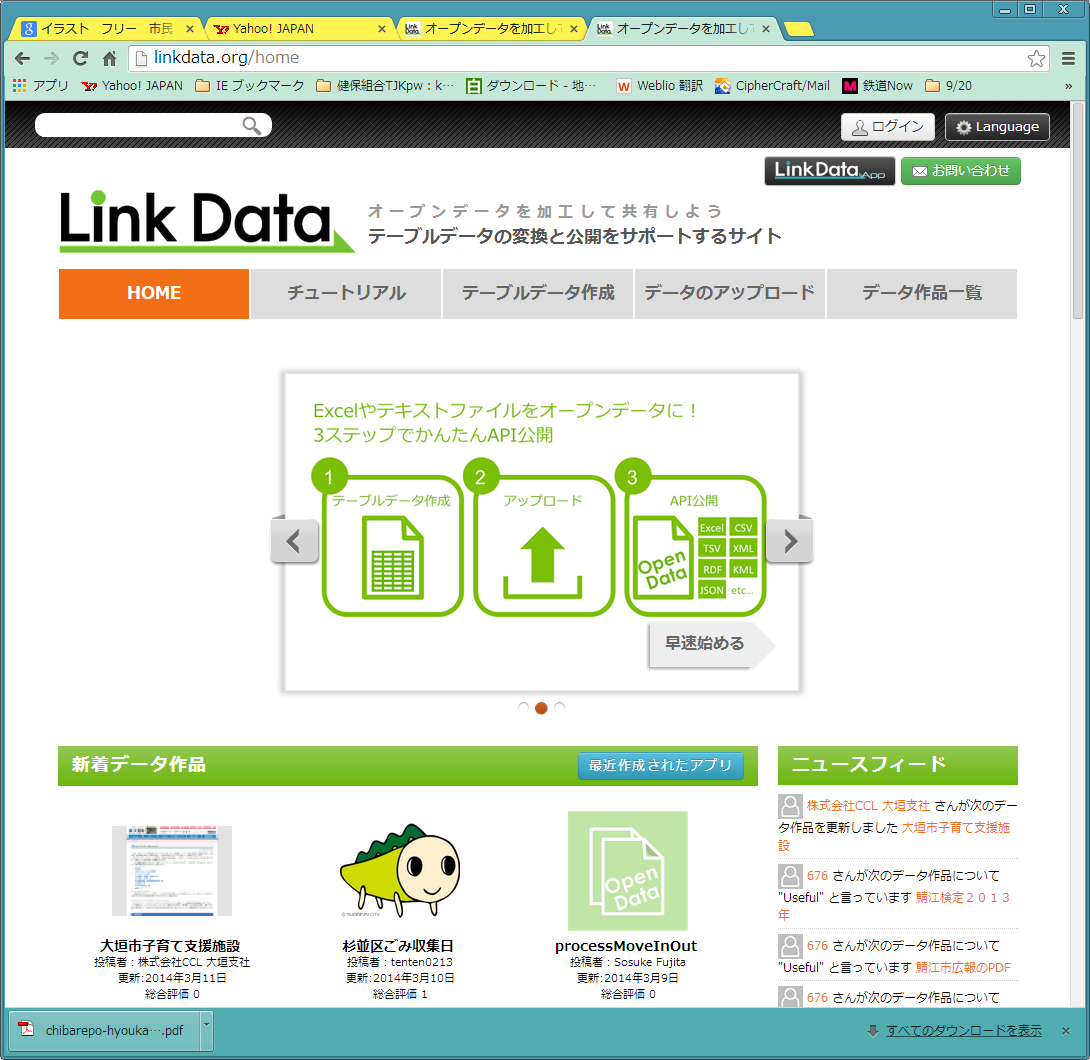 イラスト　フリー　市民
Yahoo! JAPAN
オープンデータを加工し
オープンデータを加工して
linkdata.org/home
アプリ
Yahoo! JAPAN
IE ブックマーク
健保組合TJKpw：k…
ダウンロード - 地…
Weblio 翻訳
CipherCraft/Mail
鉄道Now
9/20
»
ログイン
Language
LinkData.App
お問い合わせ
Link Data
オープンデータを加工して共有しよう
テーブルデータの変換と公開をサポートするサイト
HOME
チュートリアル
テーブルデータ作成
データのアップロード
データ作品一覧
Excelやテキストファイルをオープンデータに！
3ステップでかんたんAPI公開
1
テーブルデータ作成
2
アップロード
3
API公開
Open Data
Excel CSV
TSV XML
RDF KML
JSON etc...
早速始める
新着データ作品
最近作成されたアプリ
ニュースフィード
Open Data
大垣市子育て支援施設
投稿者：株式会社CCL 大垣支社
更新:2014年3月11日
総合評価 0
杉並区ごみ収集日
投稿者：tenten0213
更新:2014年3月10日
総合評価 1
processMoveInOut
投稿者：Sosuke Fujita
更新:2014年3月9日
総合評価 0
株式会社CCL 大垣支社 さんが次のデー
タ作品を更新しました 大垣市子育て支援施
設
676 さんが次のデータ作品について
"Useful" と言っています 鯖江検定２０１３
年
676 さんが次のデータ作品について
"Useful" と言っています 鯖江市広報のPDF
676 さんが次のデータ作品について
chibarepo-hyouka….pdf
すべてのダウンロードを表示